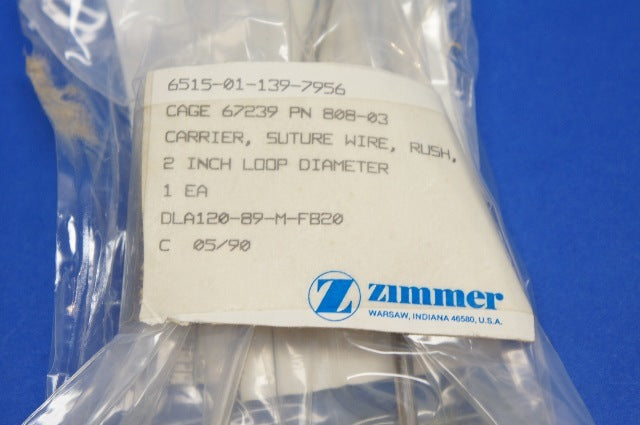 6515-01-139-7956
CAGE 67239 PN 808-03
CARRIER, SUTURE WIRE, RUSH,
2 INCH LOOP DIAMETER
1 EA
DLA120-89-M-FB20
C 05/90
Z zimmer
WARSAW, INDIANA 46580, U.S.A.